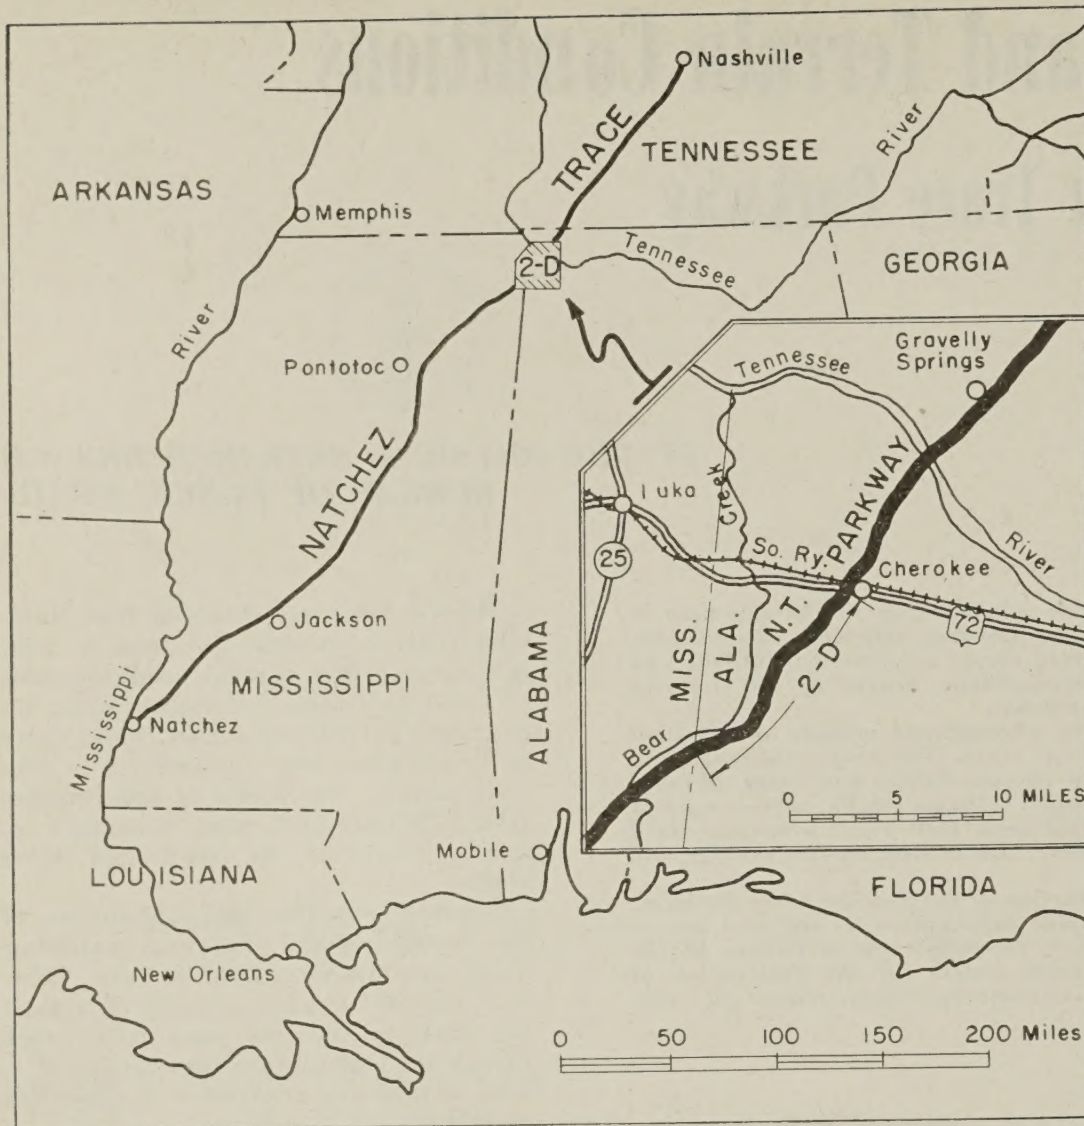 Nashville
TRACE
TENNESSEE
River
ARKANSAS
Memphis
2-D
Tennessee
GEORGIA
River
Pontotoc
NATCHEZ
Gravelly
Springs
Tennessee
PARKWAY
Iuka
Creek
25
So. Ry.
River
Cherokee
72
N.T.
2-D
MISS.
ALA.
Bear
0 5 10 MILES
Jackson
ALABAMA
MISSISSIPPI
Mississippi
Natchez
Mobile
LOUISIANA
FLORIDA
New Orleans
0 50 100 150 200 Miles